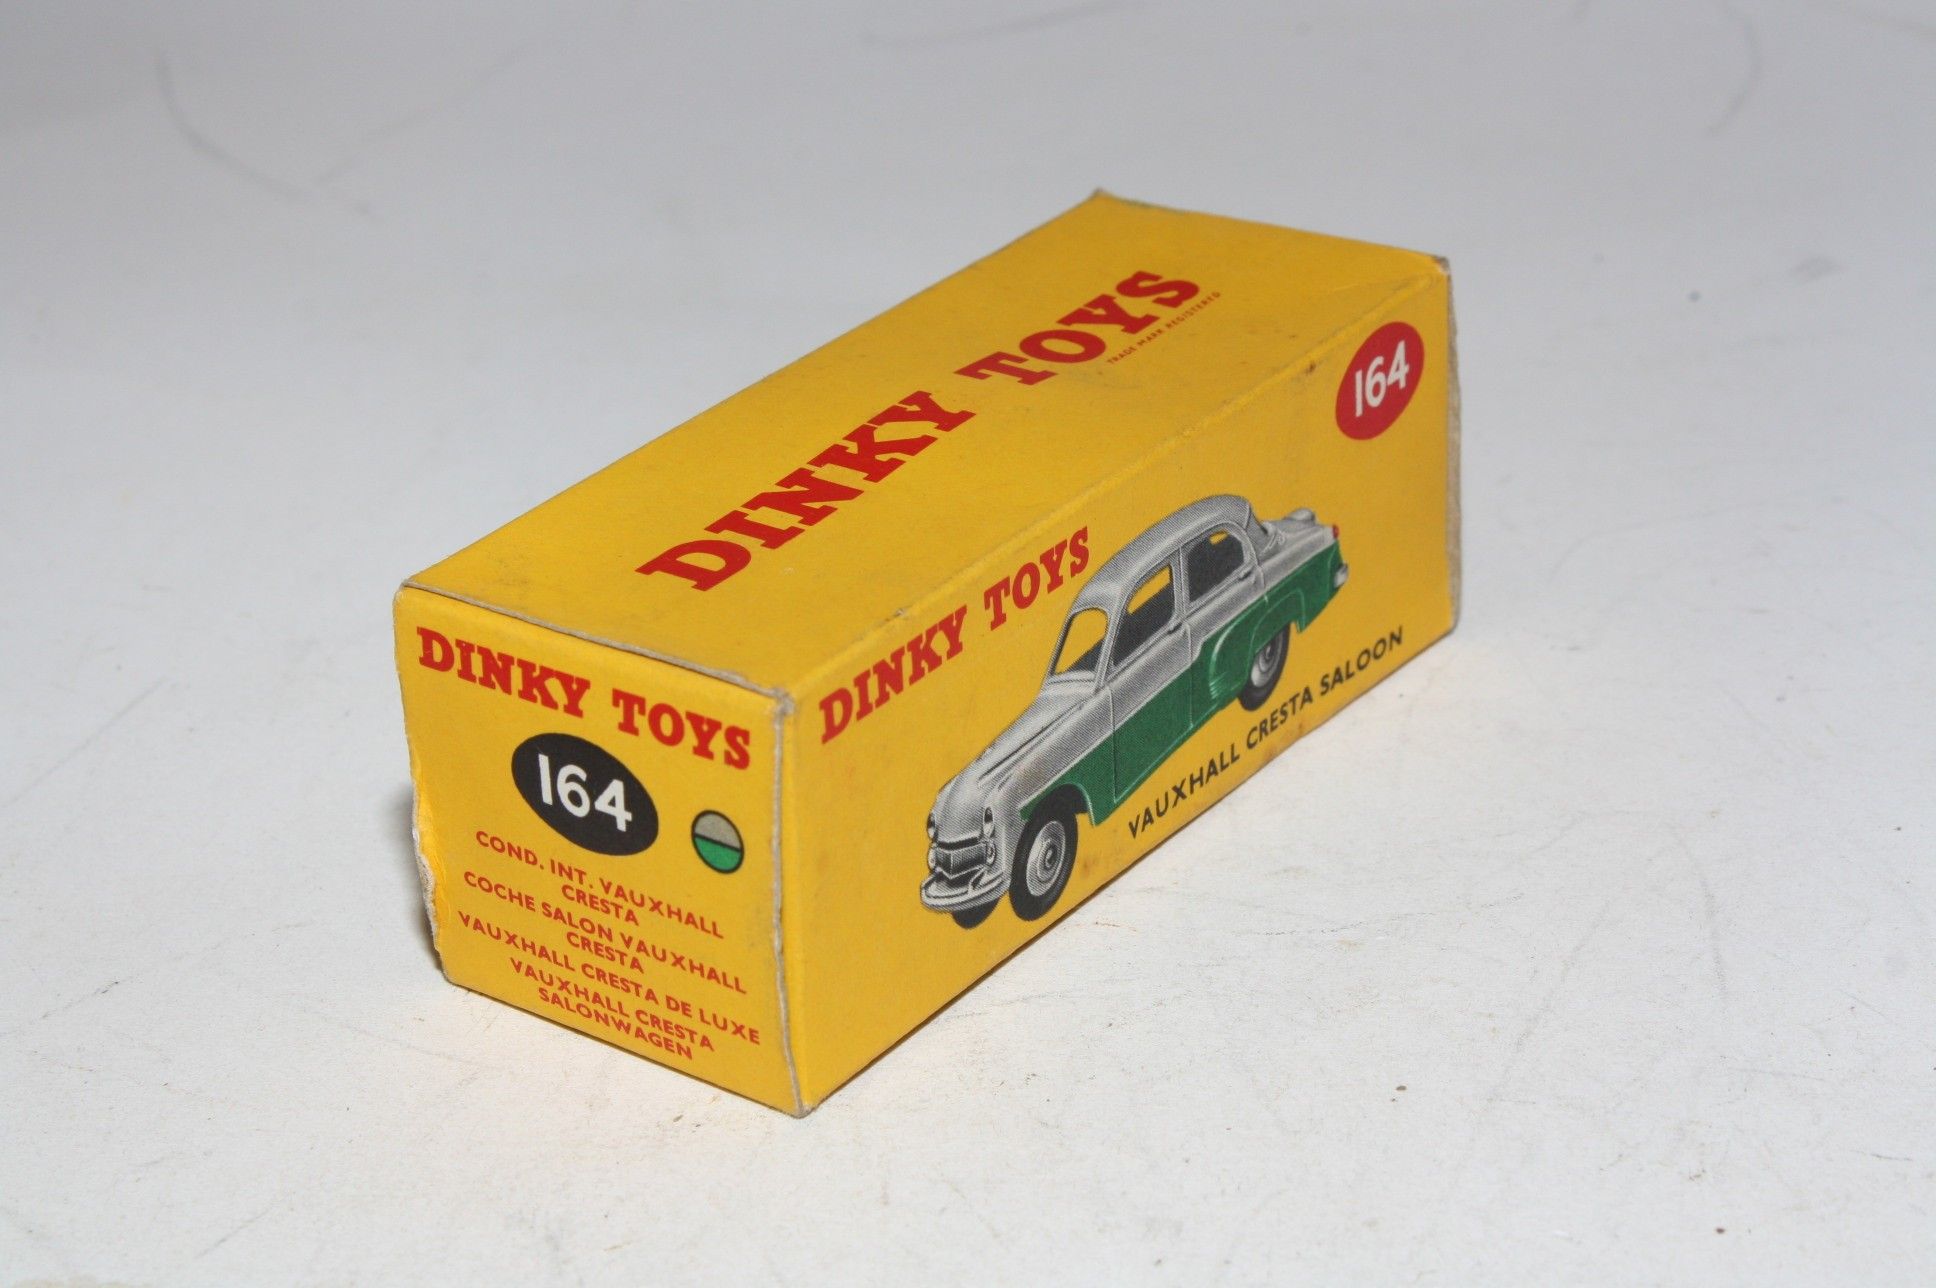 DINKY TOYS
TRADE MARK REGISTERED
164
DINKY TOYS
VAUXHALL CRESTA SALOON
DINKY TOYS
164
COND. INT. VAUXHALL
CRESTA
COCHE SALON VAUXHALL
CRESTA
VAUXHALL CRESTA DE LUXE
VAUXHALL CRESTA
SALONWAGEN